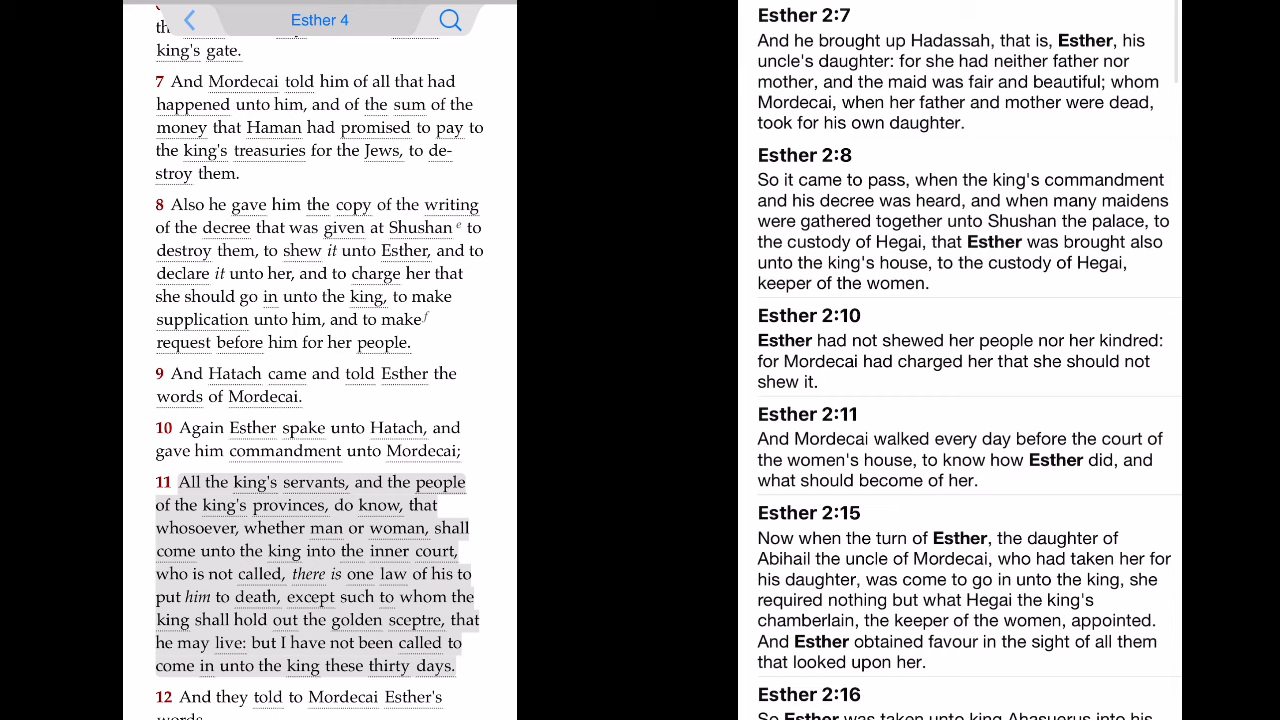 Esther 4
th
king's gate.
7 And Mordecai told him of all that had
happened unto him, and of the sum of the
money that Haman had promised to pay to
the king's treasuries for the Jews, to de-
stroy them.
8 Also he gave him the copy of the writing
of the decree that was given at Shushan e to
destroy them, to shew it unto Esther, and to
declare it unto her, and to charge her that
she should go in unto the king, to make
supplication unto him, and to make f
request before him for her people.
9 And Hatach came and told Esther the
words of Mordecai.
10 Again Esther spake unto Hatach, and
gave him commandment unto Mordecai;
11 All the king's servants, and the people
of the king's provinces, do know, that
whosoever, whether man or woman, shall
come unto the king into the inner court,
who is not called, there is one law of his to
put him to death, except such to whom the
king shall hold out the golden sceptre, that
he may live: but I have not been called to
come in unto the king these thirty days.
12 And they told to Mordecai Esther's
words.
Esther 2:7
And he brought up Hadassah, that is, Esther, his
uncle's daughter: for she had neither father nor
mother, and the maid was fair and beautiful; whom
Mordecai, when her father and mother were dead,
took for his own daughter.
Esther 2:8
So it came to pass, when the king's commandment
and his decree was heard, and when many maidens
were gathered together unto Shushan the palace, to
the custody of Hegai, that Esther was brought also
unto the king's house, to the custody of Hegai,
keeper of the women.
Esther 2:10
Esther had not shewed her people nor her kindred:
for Mordecai had charged her that she should not
shew it.
Esther 2:11
And Mordecai walked every day before the court of
the women's house, to know how Esther did, and
what should become of her.
Esther 2:15
Now when the turn of Esther, the daughter of
Abihail the uncle of Mordecai, who had taken her for
his daughter, was come to go in unto the king, she
required nothing but what Hegai the king's
chamberlain, the keeper of the women, appointed.
And Esther obtained favour in the sight of all them
that looked upon her.
Esther 2:16
So Esther was taken unto king Ahasuerus into his